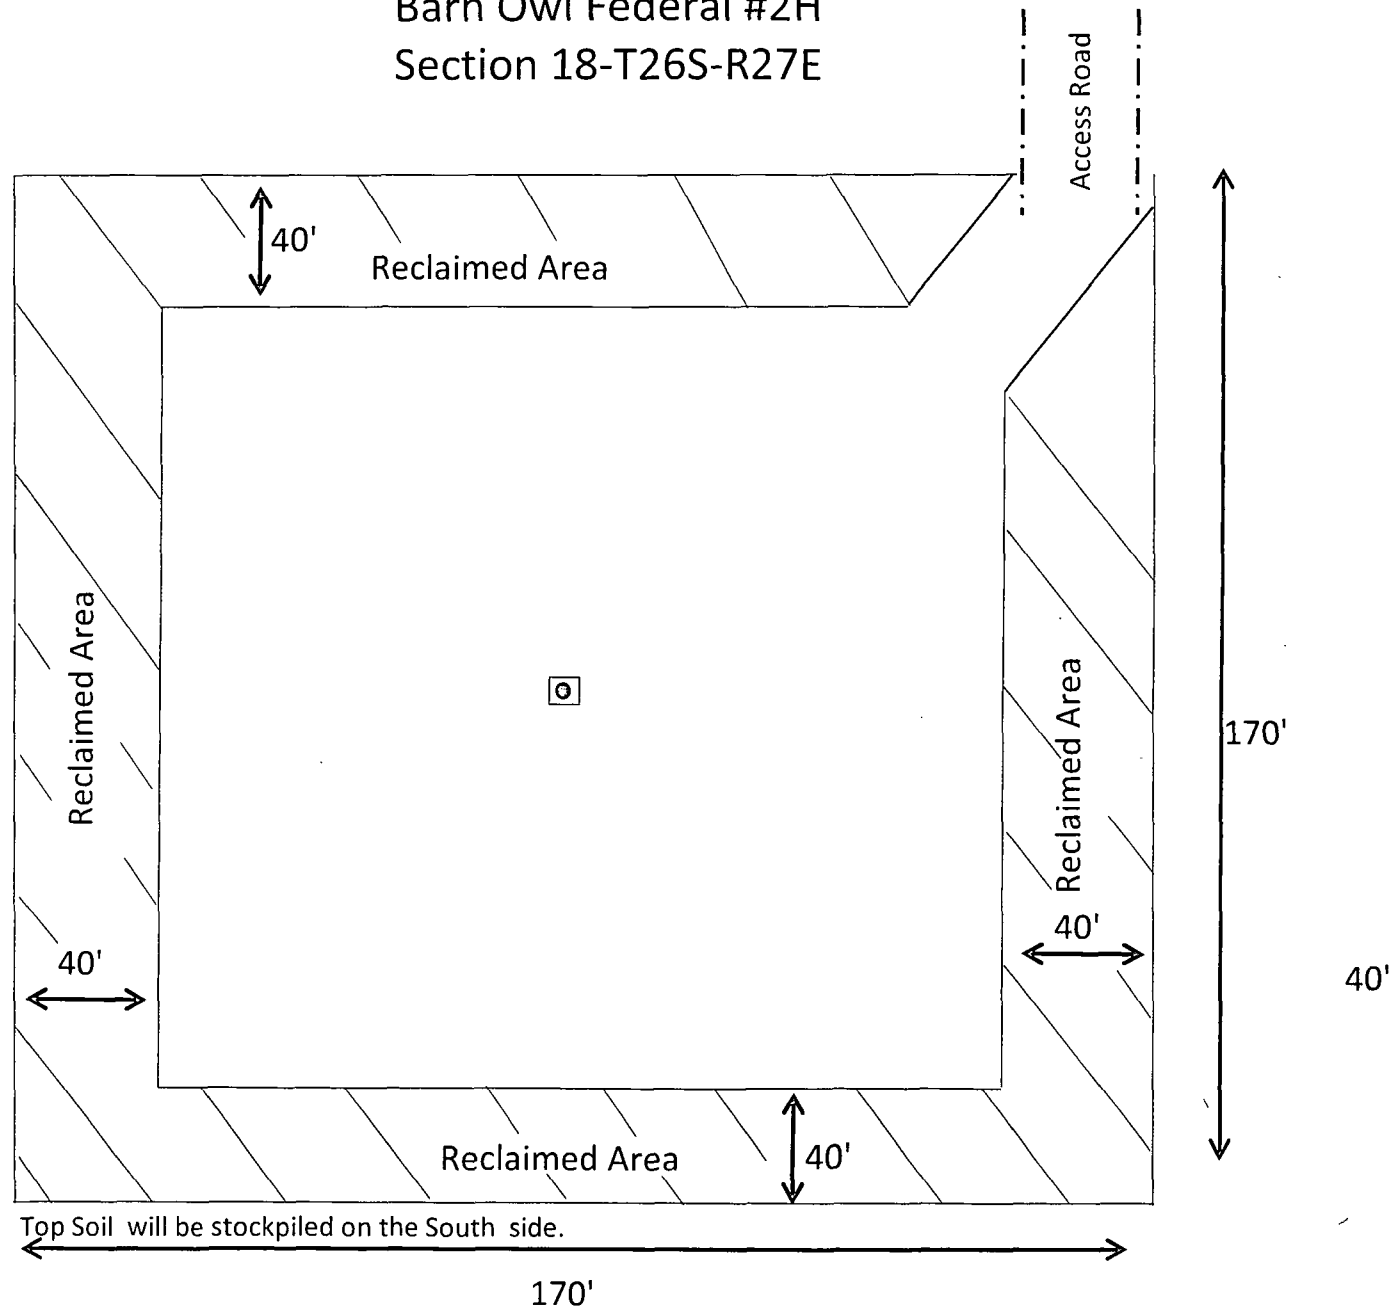 Barn Owl Federal #2H
Section 18-T26S-R27E
Access Road
40'
Reclaimed Area
Reclaimed Area
40'
Reclaimed Area
40'
170'
40'
Reclaimed Area
40'
Top Soil will be stockpiled on the South side.
170'